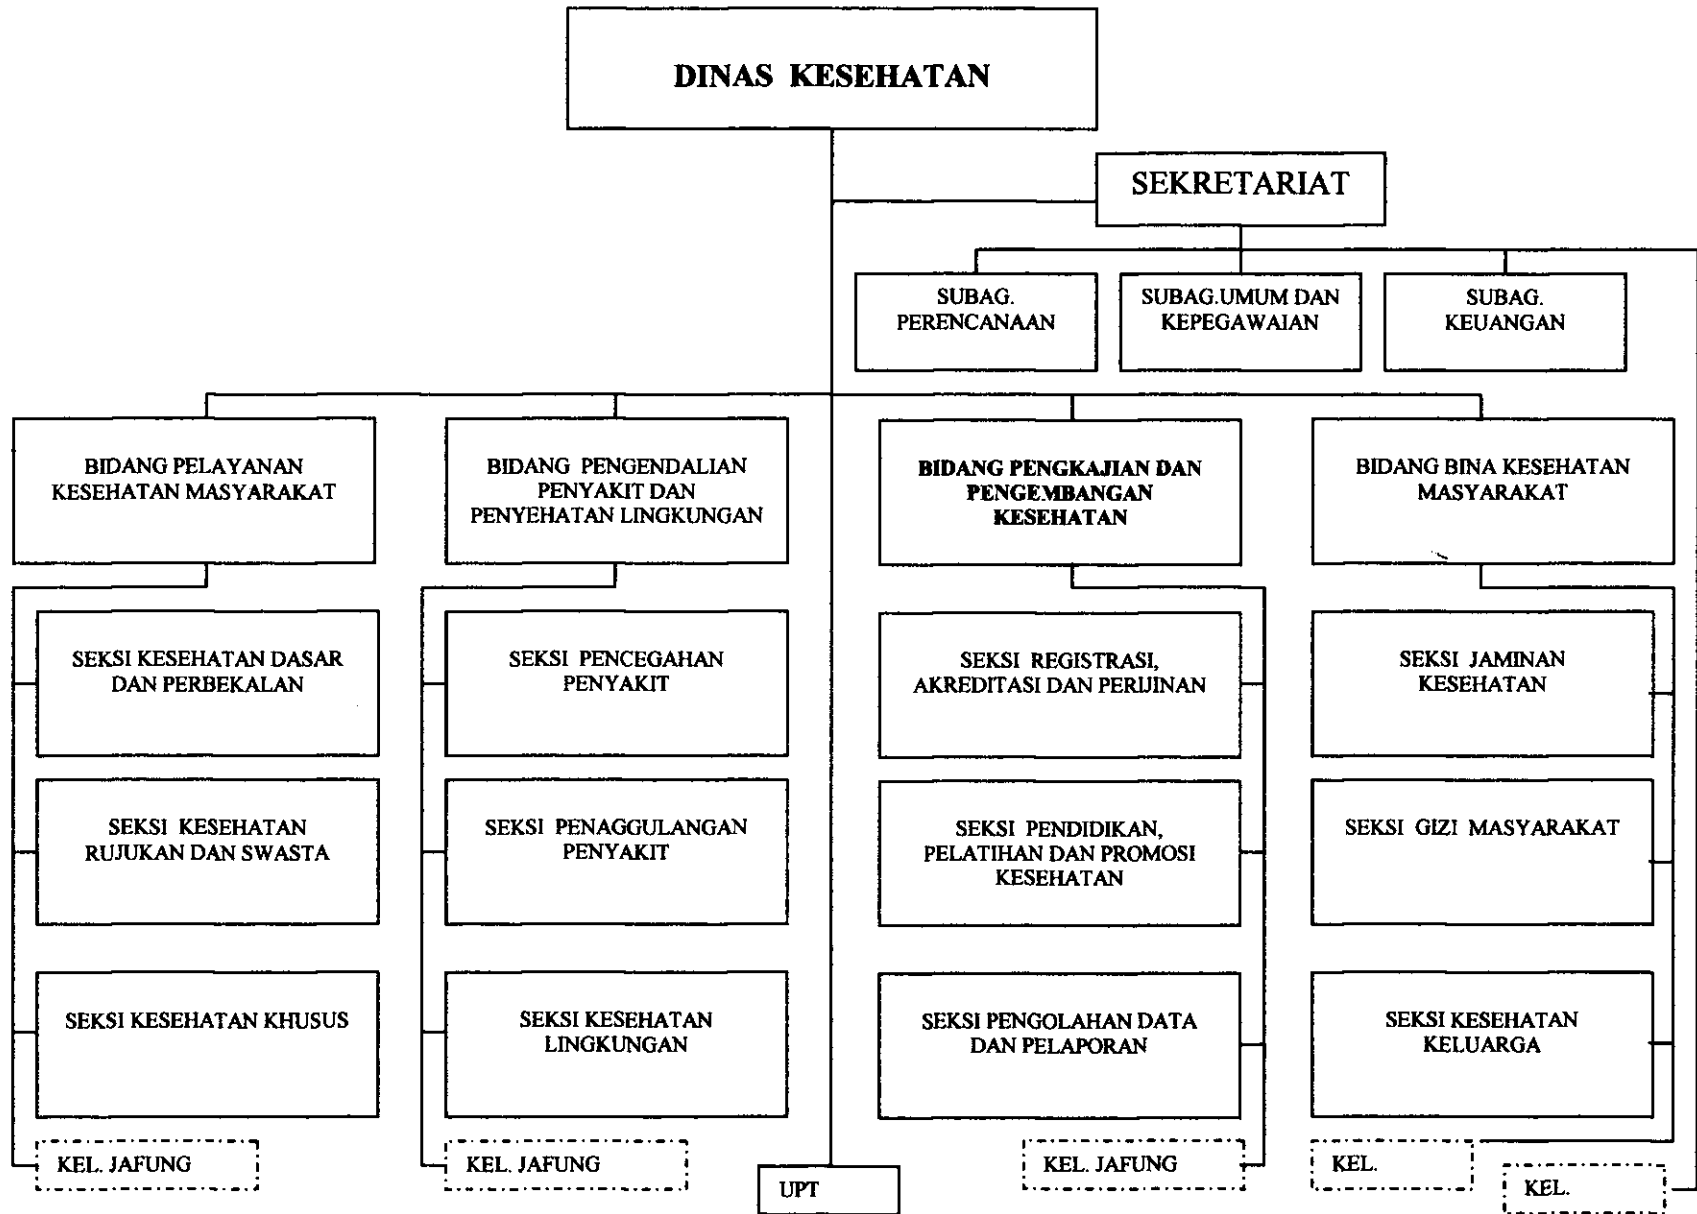 DINAS KESEHATAN
SEKRETARIAT
SUBAG.
PERENCANAAN
SUBAG.UMUM DAN
KEPEGAWAIAN
SUBAG.
KEUANGAN
BIDANG PELAYANAN
KESEHATAN MASYARAKAT
BIDANG PENGENDALIAN
PENYAKIT DAN
PENYEHATAN LINGKUNGAN
BIDANG PENGKAJIAN DAN
PENGEMBANGAN
KESEHATAN
BIDANG BINA KESEHATAN
MASYARAKAT
SEKSI KESEHATAN DASAR
DAN PERBEKALAN
SEKSI PENCEGAHAN
PENYAKIT
SEKSI REGISTRASI,
AKREDITASI DAN PERIJINAN
SEKSI JAMINAN
KESEHATAN
SEKSI KESEHATAN
RUJUKAN DAN SWASTA
SEKSI PENAGGULANGAN
PENYAKIT
SEKSI PENDIDIKAN,
PELATIHAN DAN PROMOSI
KESEHATAN
SEKSI GIZI MASYARAKAT
SEKSI KESEHATAN KHUSUS
SEKSI KESEHATAN
LINGKUNGAN
SEKSI PENGOLAHAN DATA
DAN PELAPORAN
SEKSI KESEHATAN
KELUARGA
KEL. JAFUNG
KEL. JAFUNG
UPT
KEL. JAFUNG
KEL.
KEL.